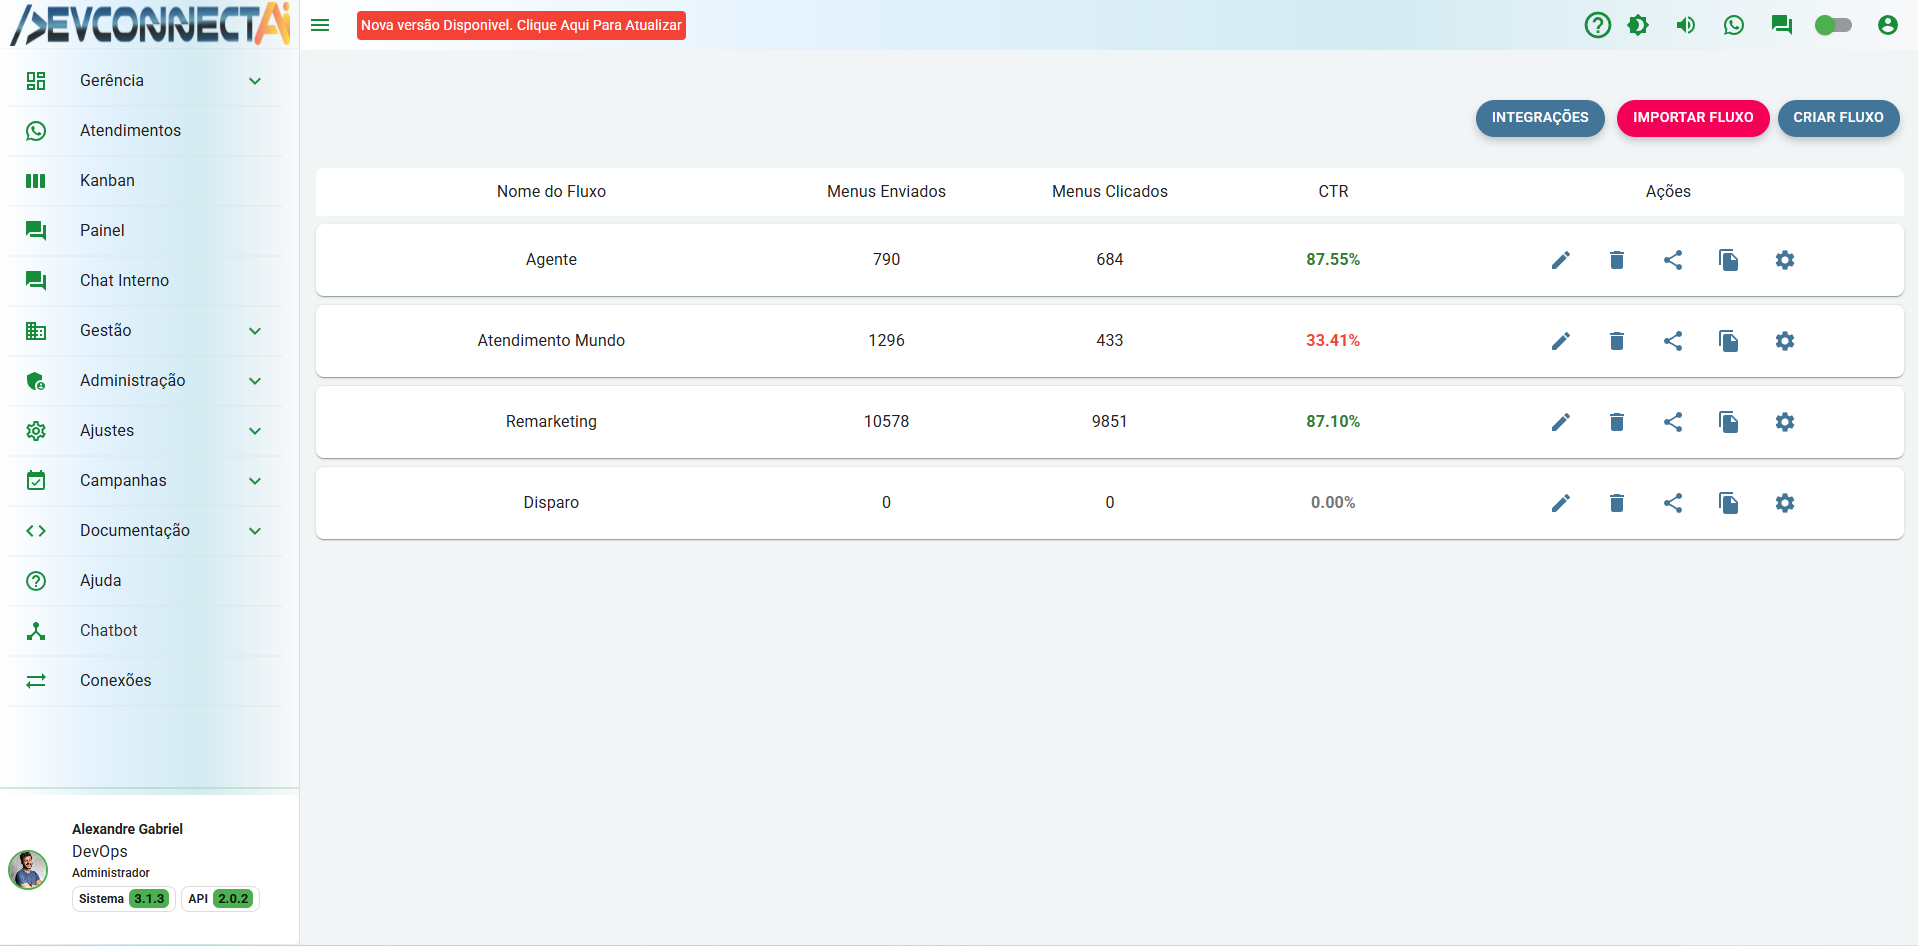 DEVCONNECTAi
Nova versão Disponivel. Clique Aqui Para Atualizar
Gerência
Atendimentos
Kanban
Painel
Chat Interno
Gestão
Administração
Ajustes
Campanhas
Documentação
Ajuda
Chatbot
Conexões
Alexandre Gabriel
DevOps
Administrador
Sistema 3.1.3 API 2.0.2
INTEGRAÇÕES IMPORTAR FLUXO CRIAR FLUXO
Nome do Fluxo Menus Enviados Menus Clicados CTR Ações
Agente 790 684 87.55%
Atendimento Mundo 1296 433 33.41%
Remarketing 10578 9851 87.10%
Disparo 0 0 0.00%